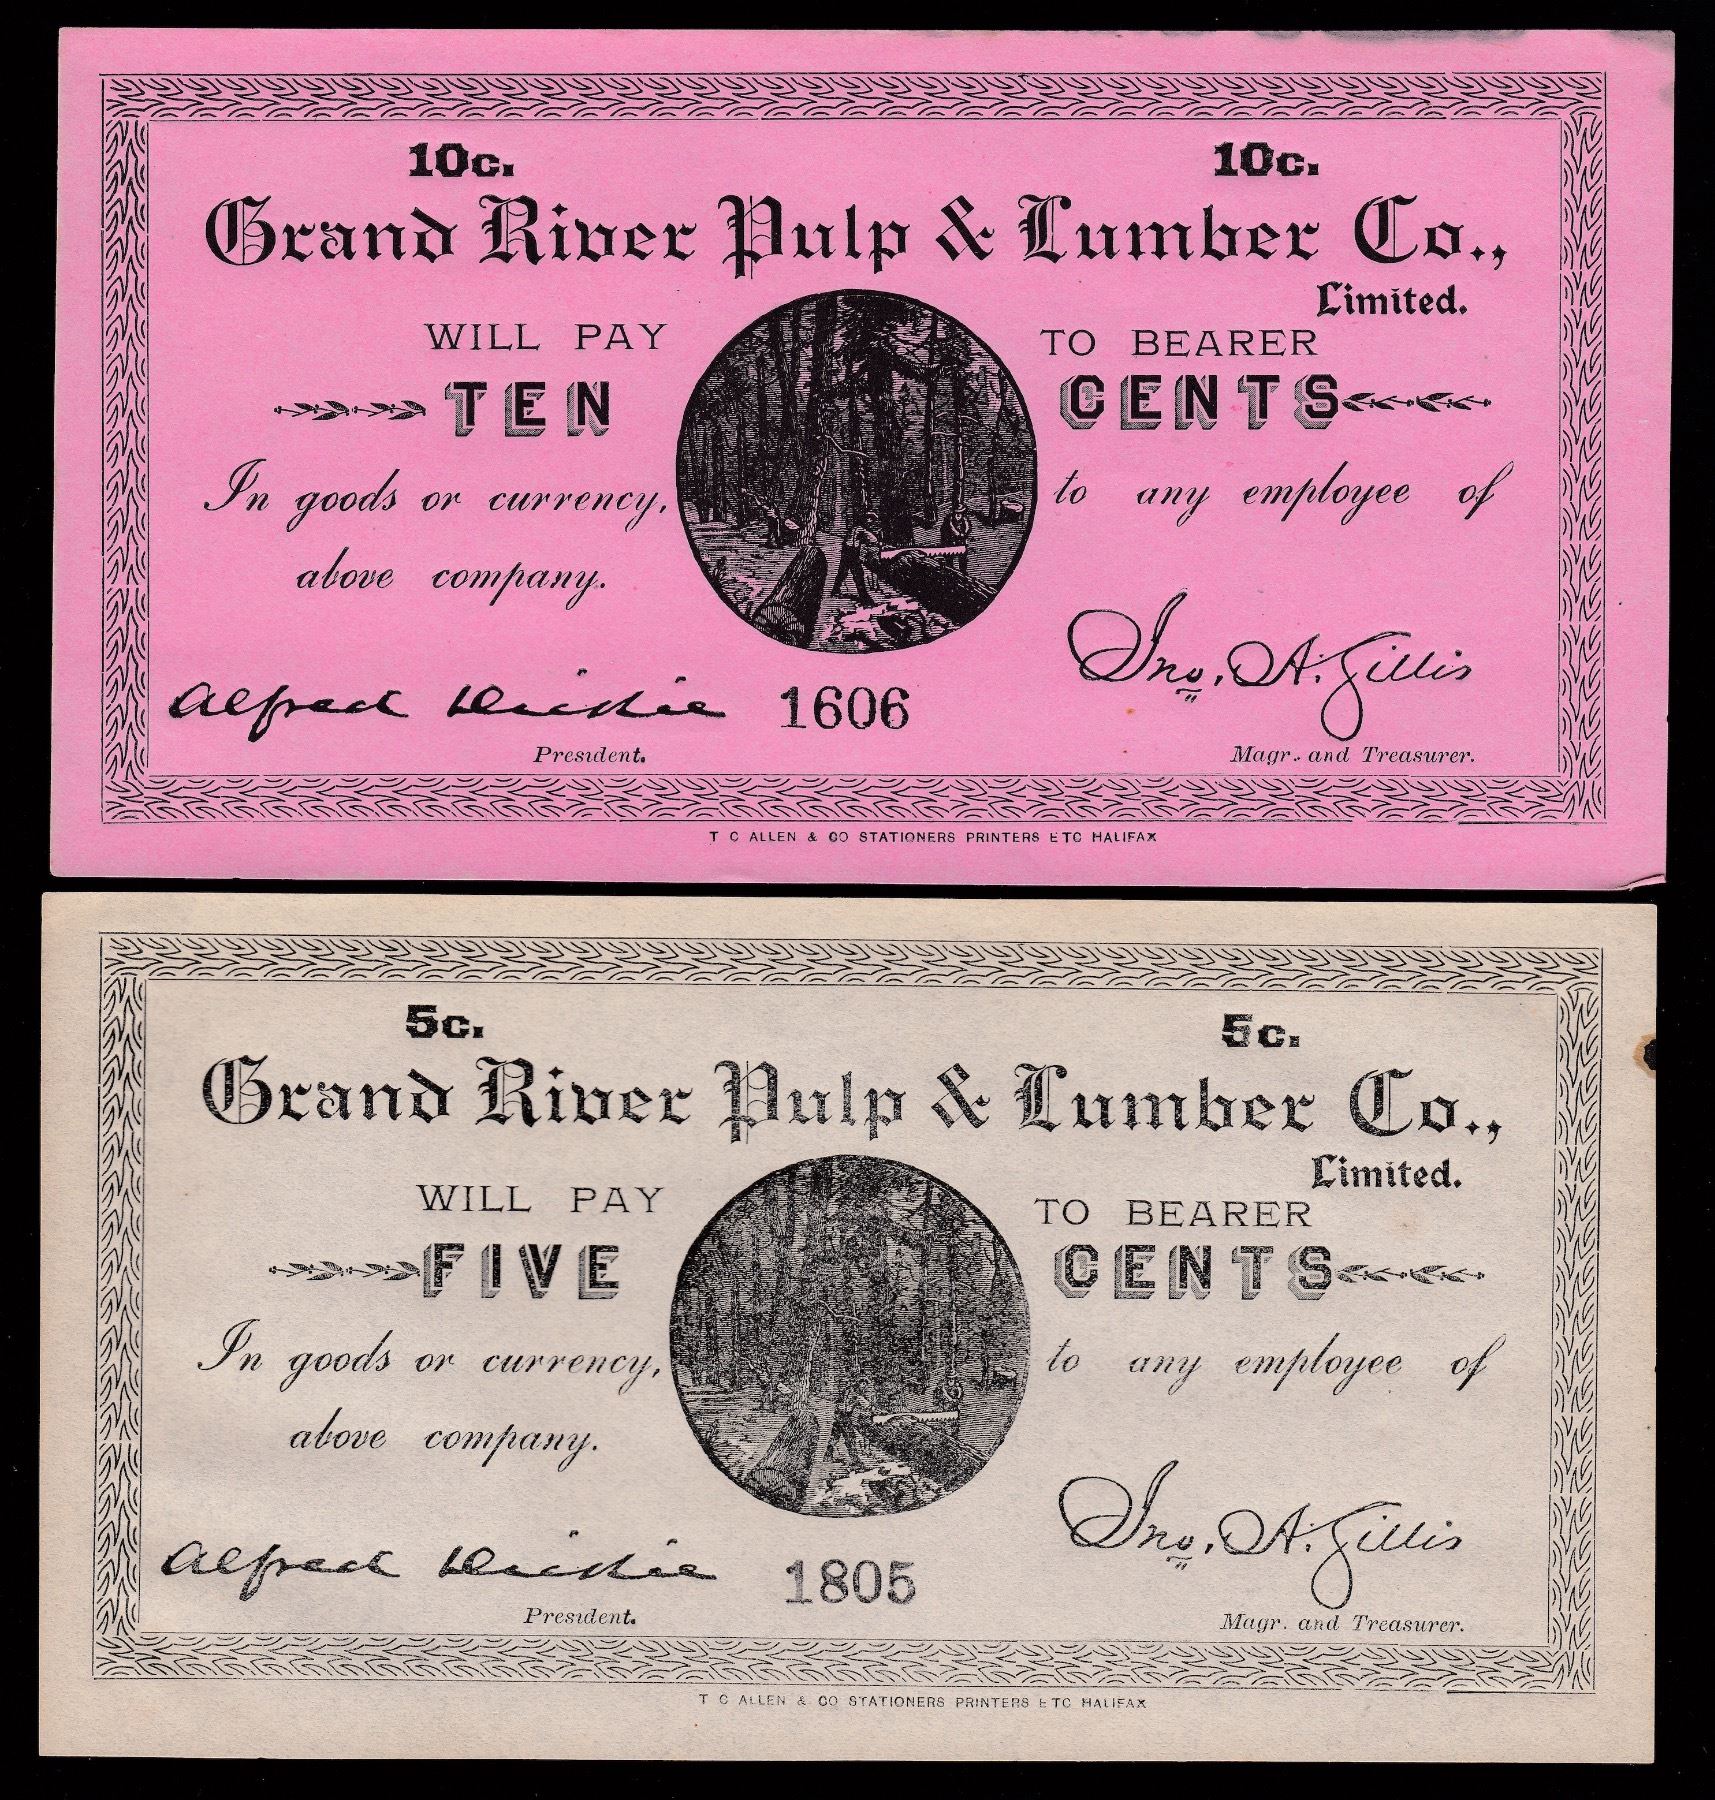 10c. 10c.
Grand River Pulp & Lumber Co.,
Limited.
WILL PAY TO BEARER
TEN CENTS
In goods or currency, to any employee of
above company.
Alfred Dickie 1606 Jno. A. Gillis
President. Magr. and Treasurer.
T C ALLEN & CO STATIONERS PRINTERS ETC HALIFAX
5c. 5c.
Grand River Pulp & Lumber Co.,
Limited.
WILL PAY TO BEARER
FIVE CENTS
In goods or currency, to any employee of
above company.
Alfred Dickie 1805 Jno. A. Gillis
President. Magr. and Treasurer.
T C ALLEN & CO STATIONERS PRINTERS ETC HALIFAX